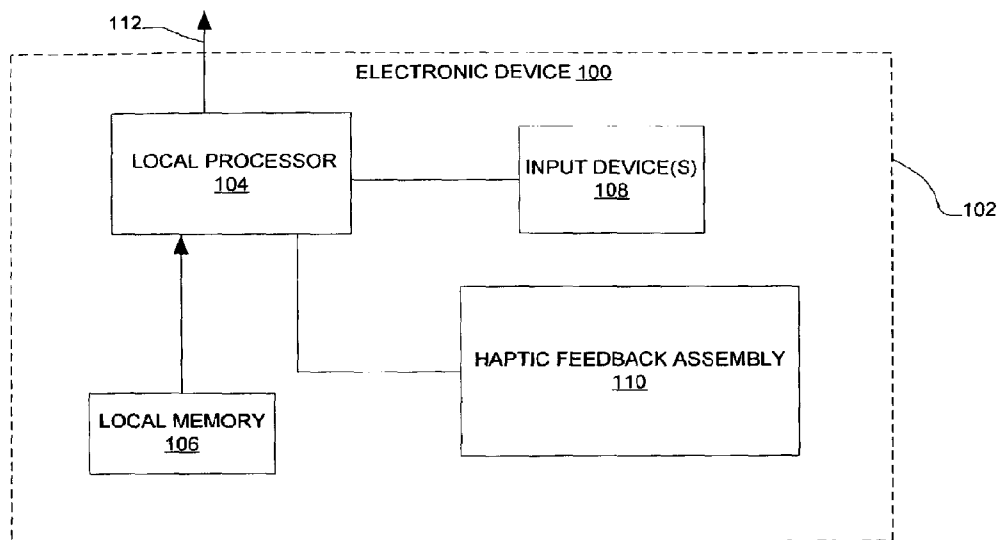 112
ELECTRONIC DEVICE 100
LOCAL PROCESSOR
104
INPUT DEVICE(S)
108
102
HAPTIC FEEDBACK ASSEMBLY
110
LOCAL MEMORY
106